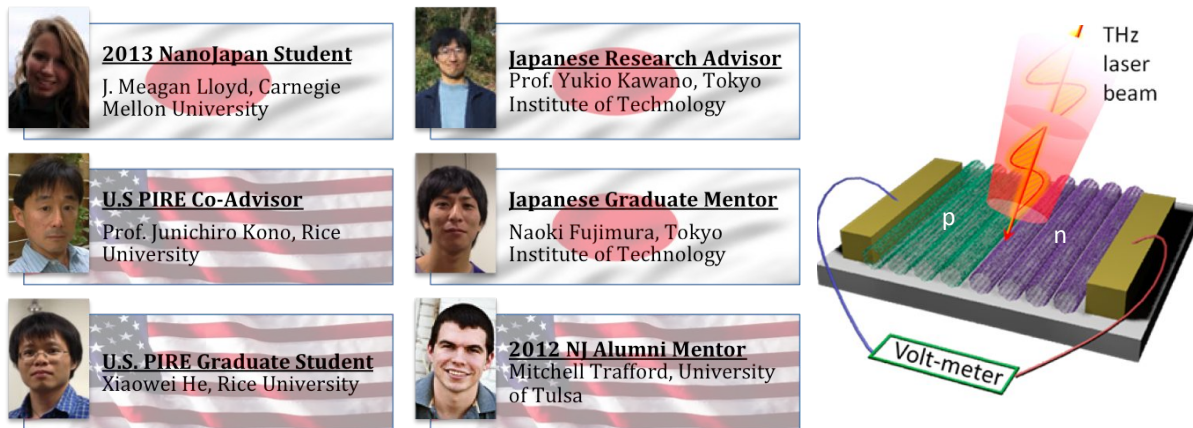 2013 NanoJapan Student
J. Meagan Lloyd, Carnegie
Mellon University
Japanese Research Advisor
Prof. Yukio Kawano, Tokyo
Institute of Technology
U.S PIRE Co-Advisor
Prof. Junichiro Kono, Rice
University
Japanese Graduate Mentor
Naoki Fujimura, Tokyo
Institute of Technology
U.S. PIRE Graduate Student
Xiaowei He, Rice University
2012 NJ Alumni Mentor
Mitchell Trafford, University
of Tulsa
THz
laser
beam
p
n
Volt-meter